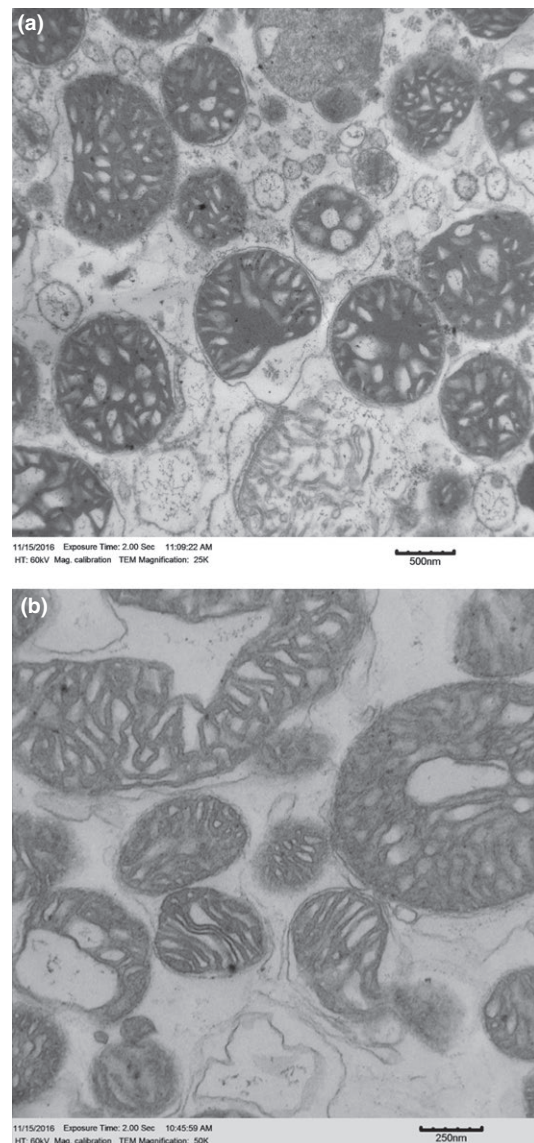 (a)
11/15/2016 Exposure Time: 2.00 Sec 11:09:22 AM
HT: 60kV Mag. calibration TEM Magnification: 25K
500nm
(b)
11/15/2016 Exposure Time: 2.00 Sec 10:45:59 AM
HT: 60kV Mag. calibration TEM Magnification: 50K
250nm